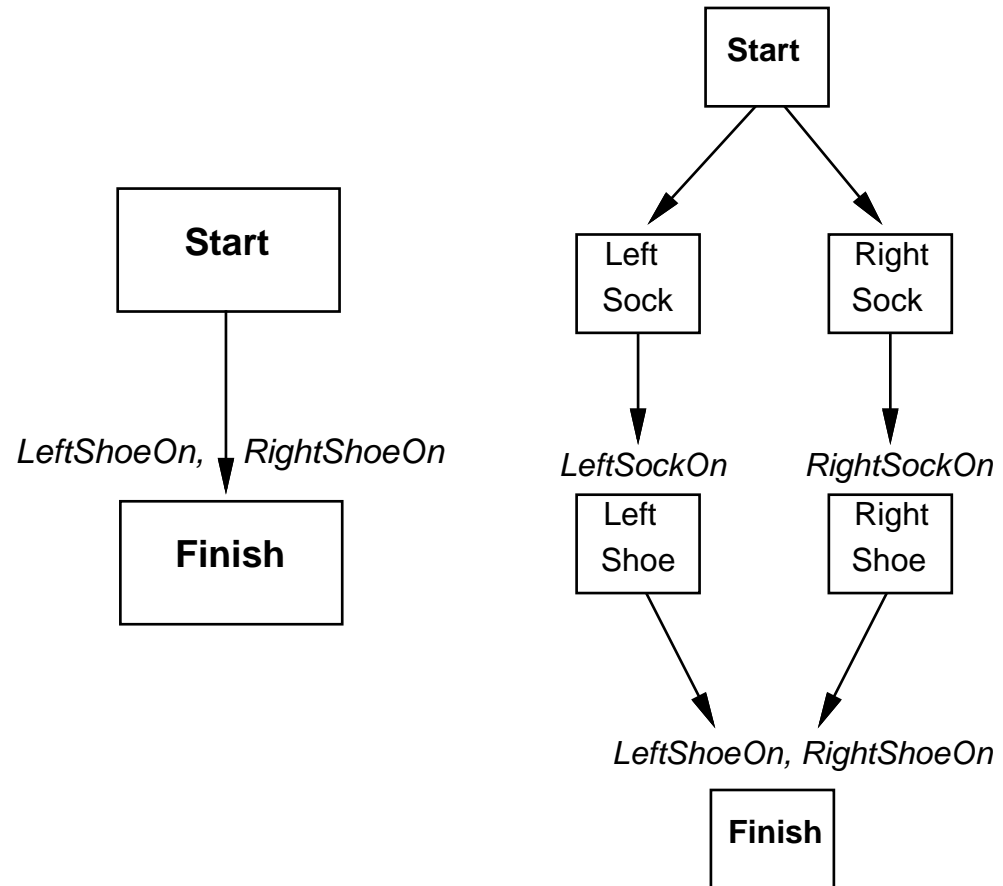 Start
LeftShoeOn, RightShoeOn
Finish
Start
Left
Sock
Right
Sock
LeftSockOn
RightSockOn
Left
Shoe
Right
Shoe
LeftShoeOn, RightShoeOn
Finish